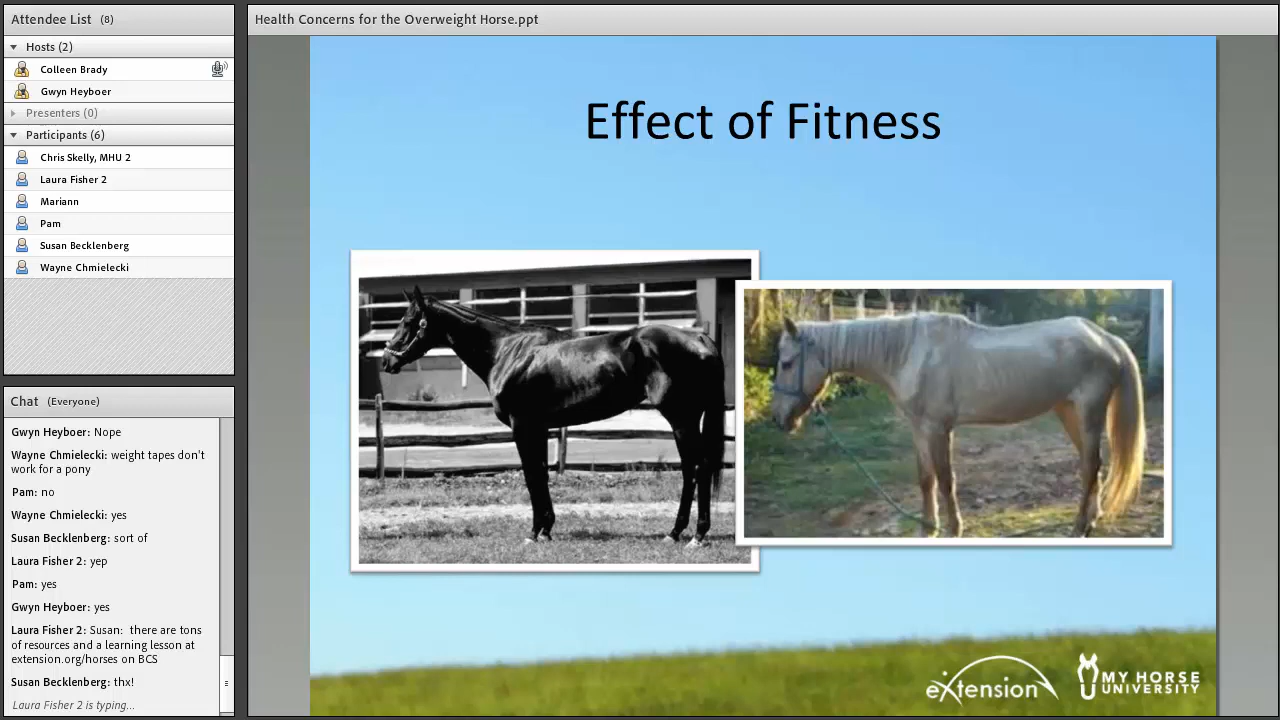 Attendee List (8)
Hosts (2)
Colleen Brady
Gwyn Heyboer
Presenters (0)
Participants (6)
Chris Skelly, MHU 2
Laura Fisher 2
Mariann
Pam
Susan Becklenberg
Wayne Chmielecki
Chat (Everyone)
Gwyn Heyboer: Nope
Wayne Chmielecki: weight tapes don't
work for a pony
Pam: no
Wayne Chmielecki: yes
Susan Becklenberg: sort of
Laura Fisher 2: yep
Pam: yes
Gwyn Heyboer: yes
Laura Fisher 2: Susan: there are tons
of resources and a learning lesson at
extension.org/horses on BCS
Susan Becklenberg: thx!
Laura Fisher 2 is typing...
Health Concerns for the Overweight Horse.ppt
Effect of Fitness
eXtension
MY HORSE
UNIVERSITY